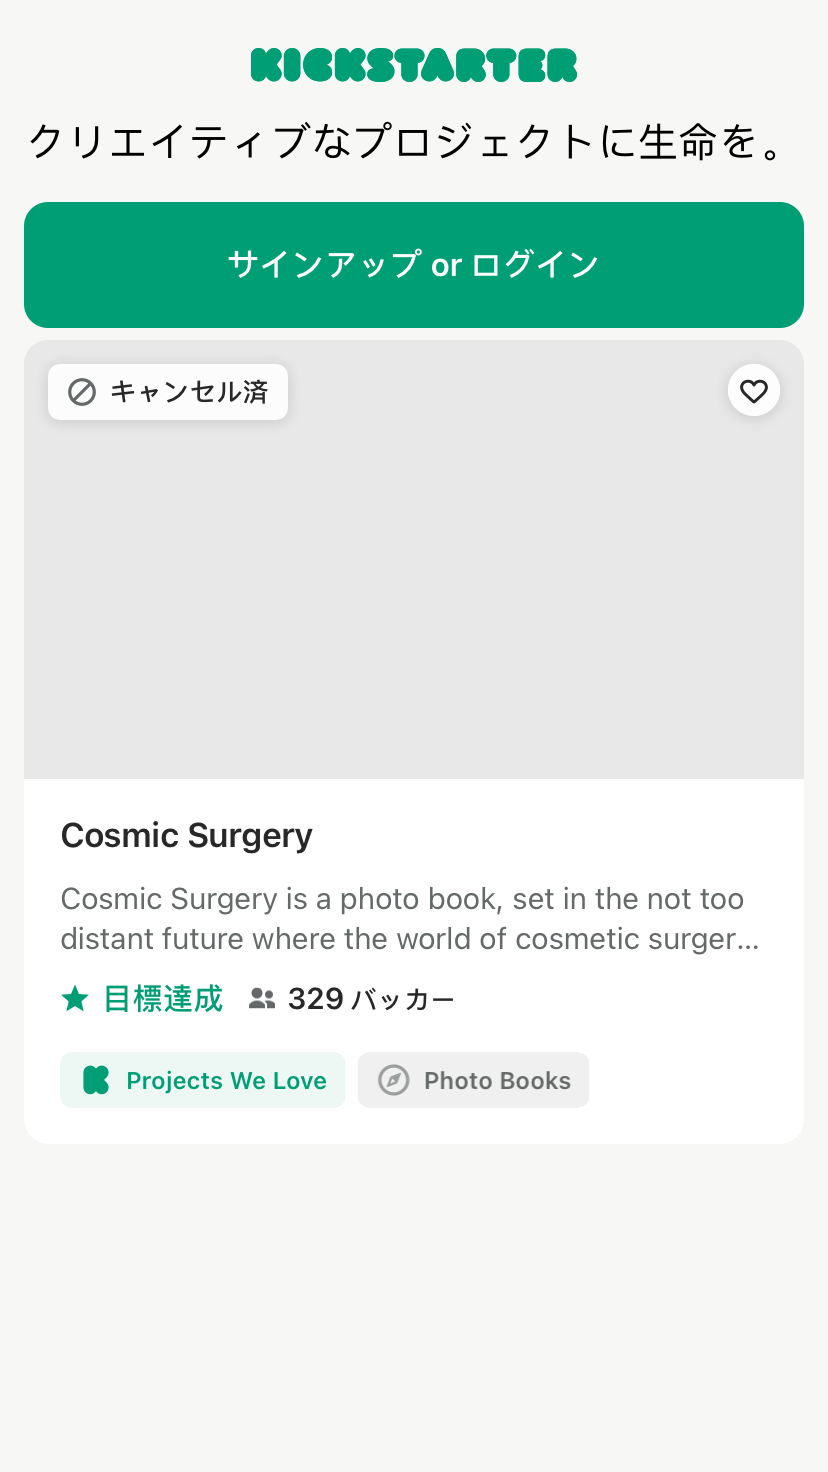 KICKSTARTER
クリエイティブなプロジェクトに生命を。
サインアップ or ログイン
キャンセル済
Cosmic Surgery
Cosmic Surgery is a photo book, set in the not too
distant future where the world of cosmetic surger...
目標達成 329 バッカー
Projects We Love Photo Books